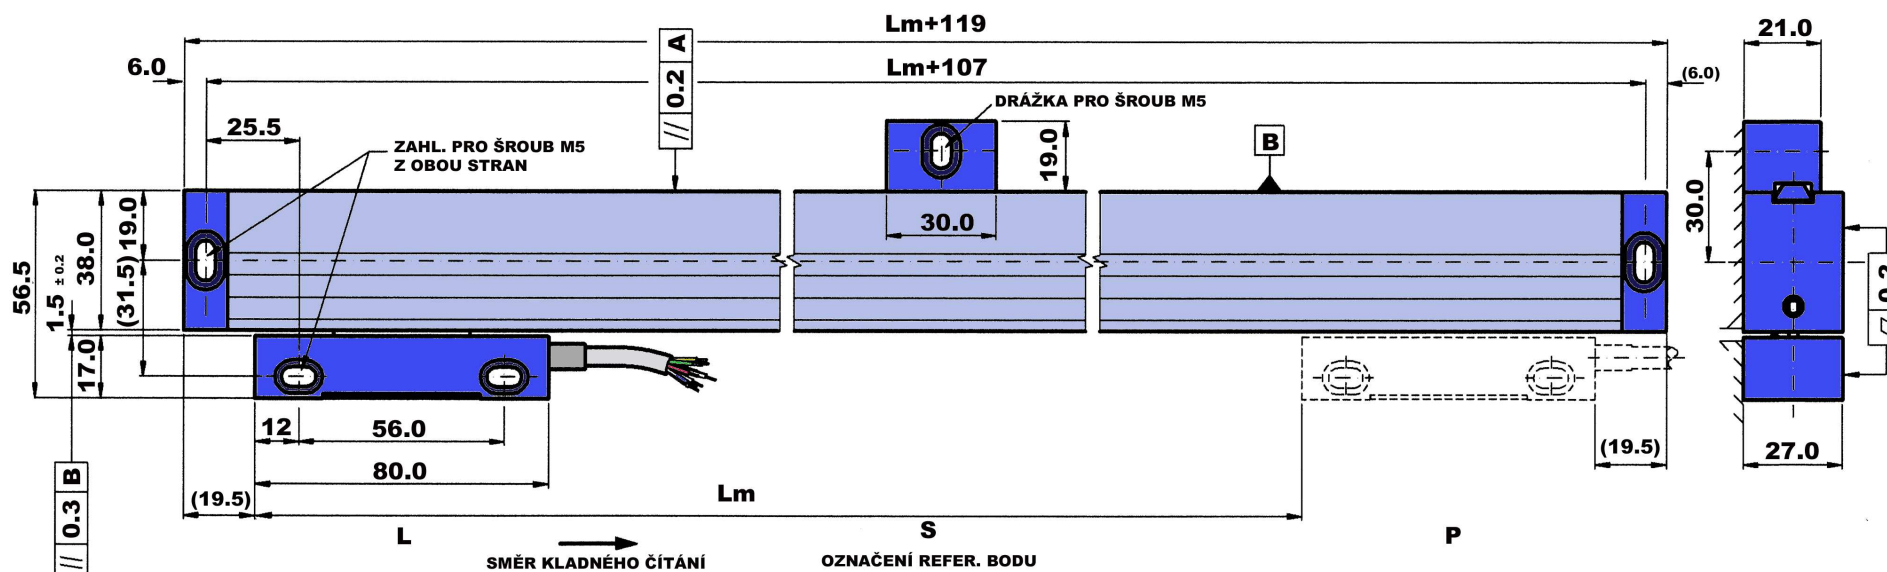 Lm+119
A
0.2
//
21.0
6.0
Lm+107
(6.0)
DRÁŽKA PRO ŠROUB M5
25.5
ZAHL. PRO ŠROUB M5
Z OBOU STRAN
19.0
B
30.0
30.0
56.5
1.5 ± 0.2
38.0
(31.5)
19.0
17.0
12
56.0
(19.5)
27.0
80.0
(19.5)
Lm
B
0.3
//
L
S
P
SMĚR KLADNÉHO ČÍTÁNÍ
OZNAČENÍ REFER. BODU